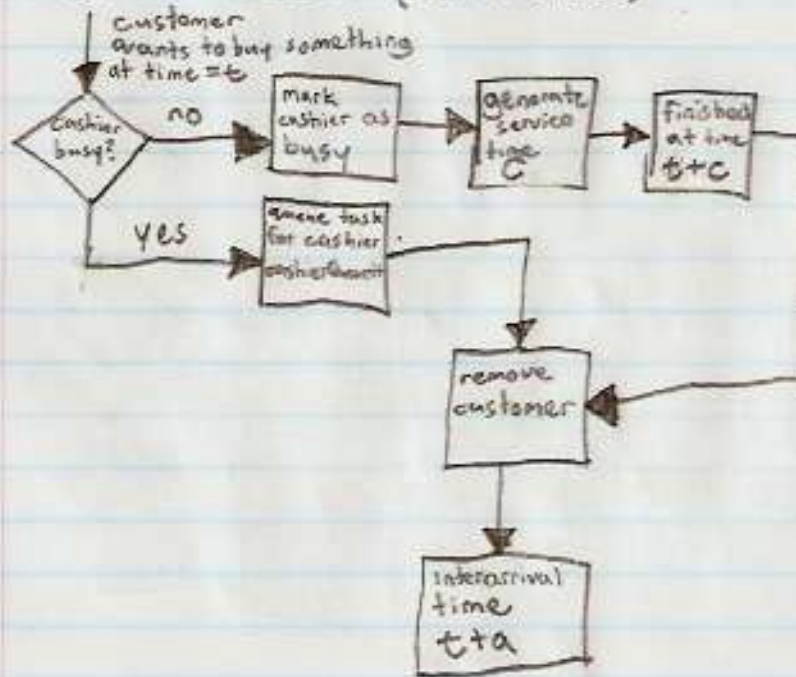 customer
wants to buy something
at time = t
cashier
busy?
no
mark
cashier as
busy
generate
service
time
C
finished
at time
t+c
yes
queue task
for cashier
remove
customer
interarrival
time
t+a